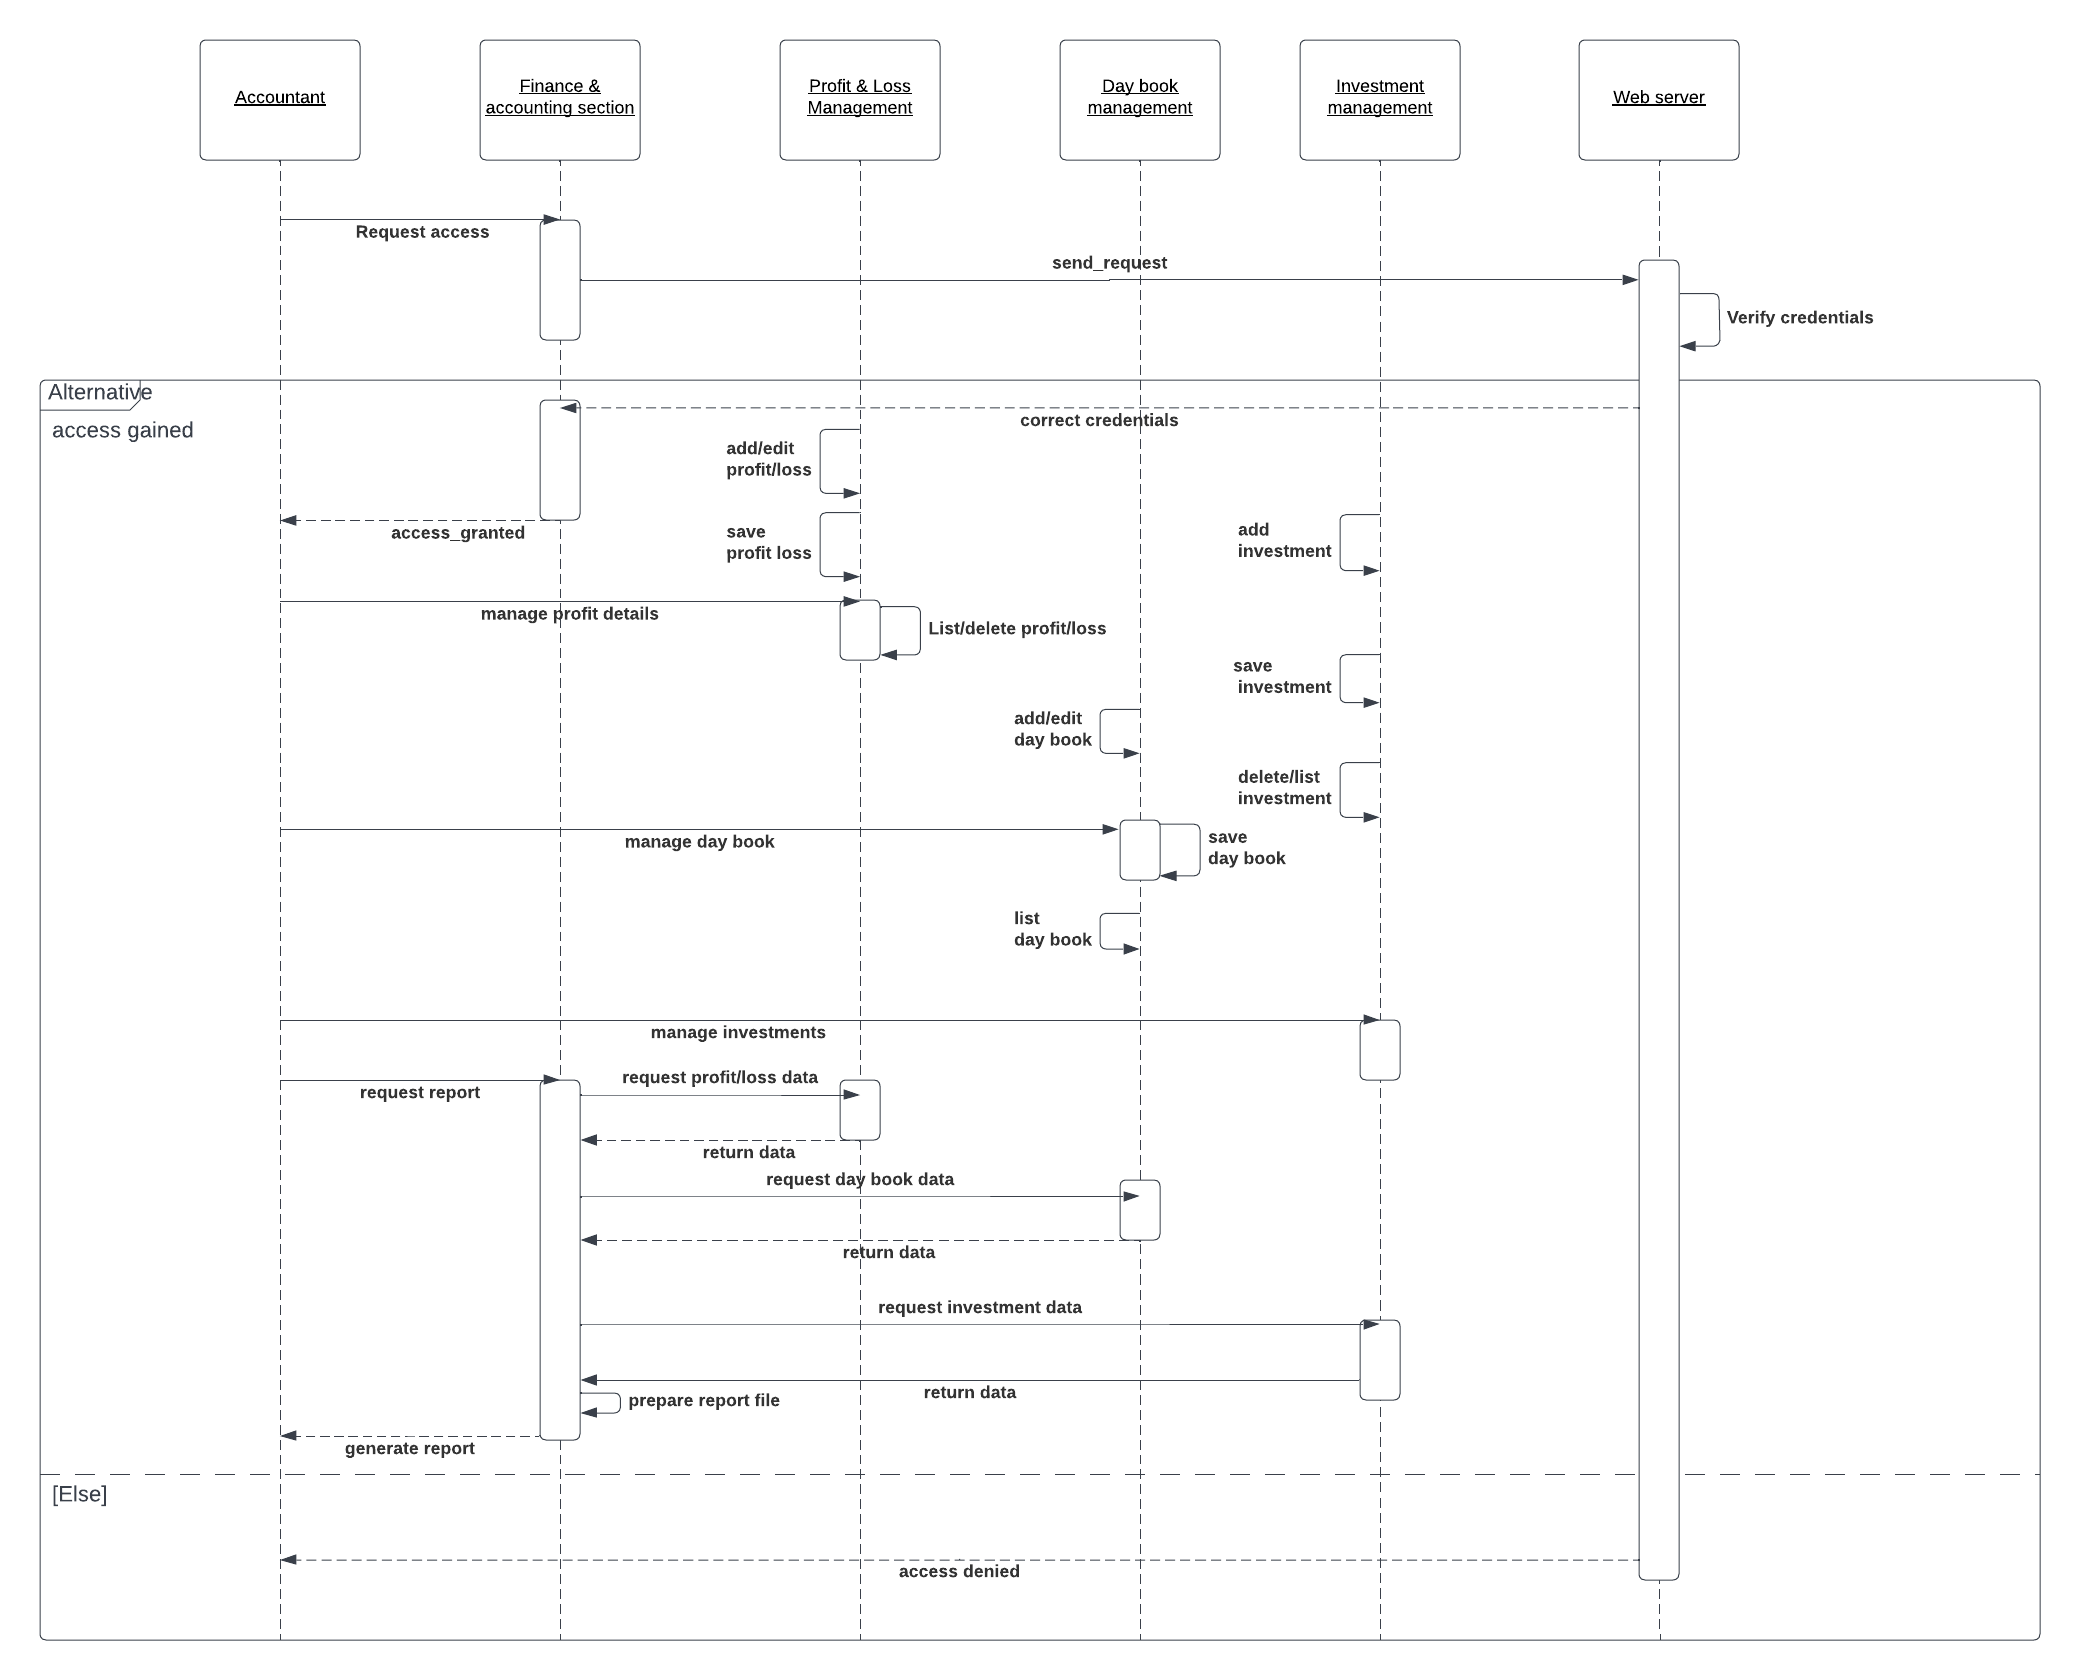 Accountant
Finance &
accounting section
Profit & Loss
Management
Day book
management
Investment
management
Web server
Request access
send_request
Verify credentials
Alternative
access gained
correct credentials
add/edit
profit/loss
access_granted
save
profit loss
add
investment
manage profit details
List/delete profit/loss
save
investment
add/edit
day book
delete/list
investment
manage day book
save
day book
list
day book
manage investments
request report
request profit/loss data
return data
request day book data
return data
request investment data
return data
prepare report file
generate report
[Else]
access denied